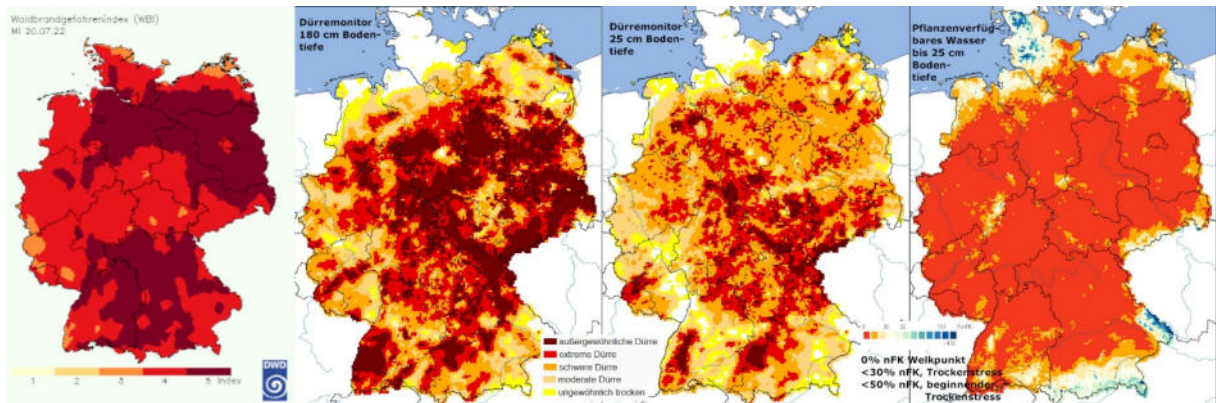 Waldbrandgefahrenindex (WBI)
Mi 20.07.22
1 2 3 4 5 Index
DWD
Dürremonitor
180 cm Boden-
tiefe
außergewöhnliche Dürre
extreme Dürre
schwere Dürre
moderate Dürre
ungewöhnlich trocken
Dürremonitor
25 cm Boden-
tiefe
Pflanzenverfüg
bares Wasser
bis 25 cm
Boden-
tiefe
0% nFK Welkpunkt
<30% nFK, Trockenstress
<50% nFK, beginnender
Trockenstress